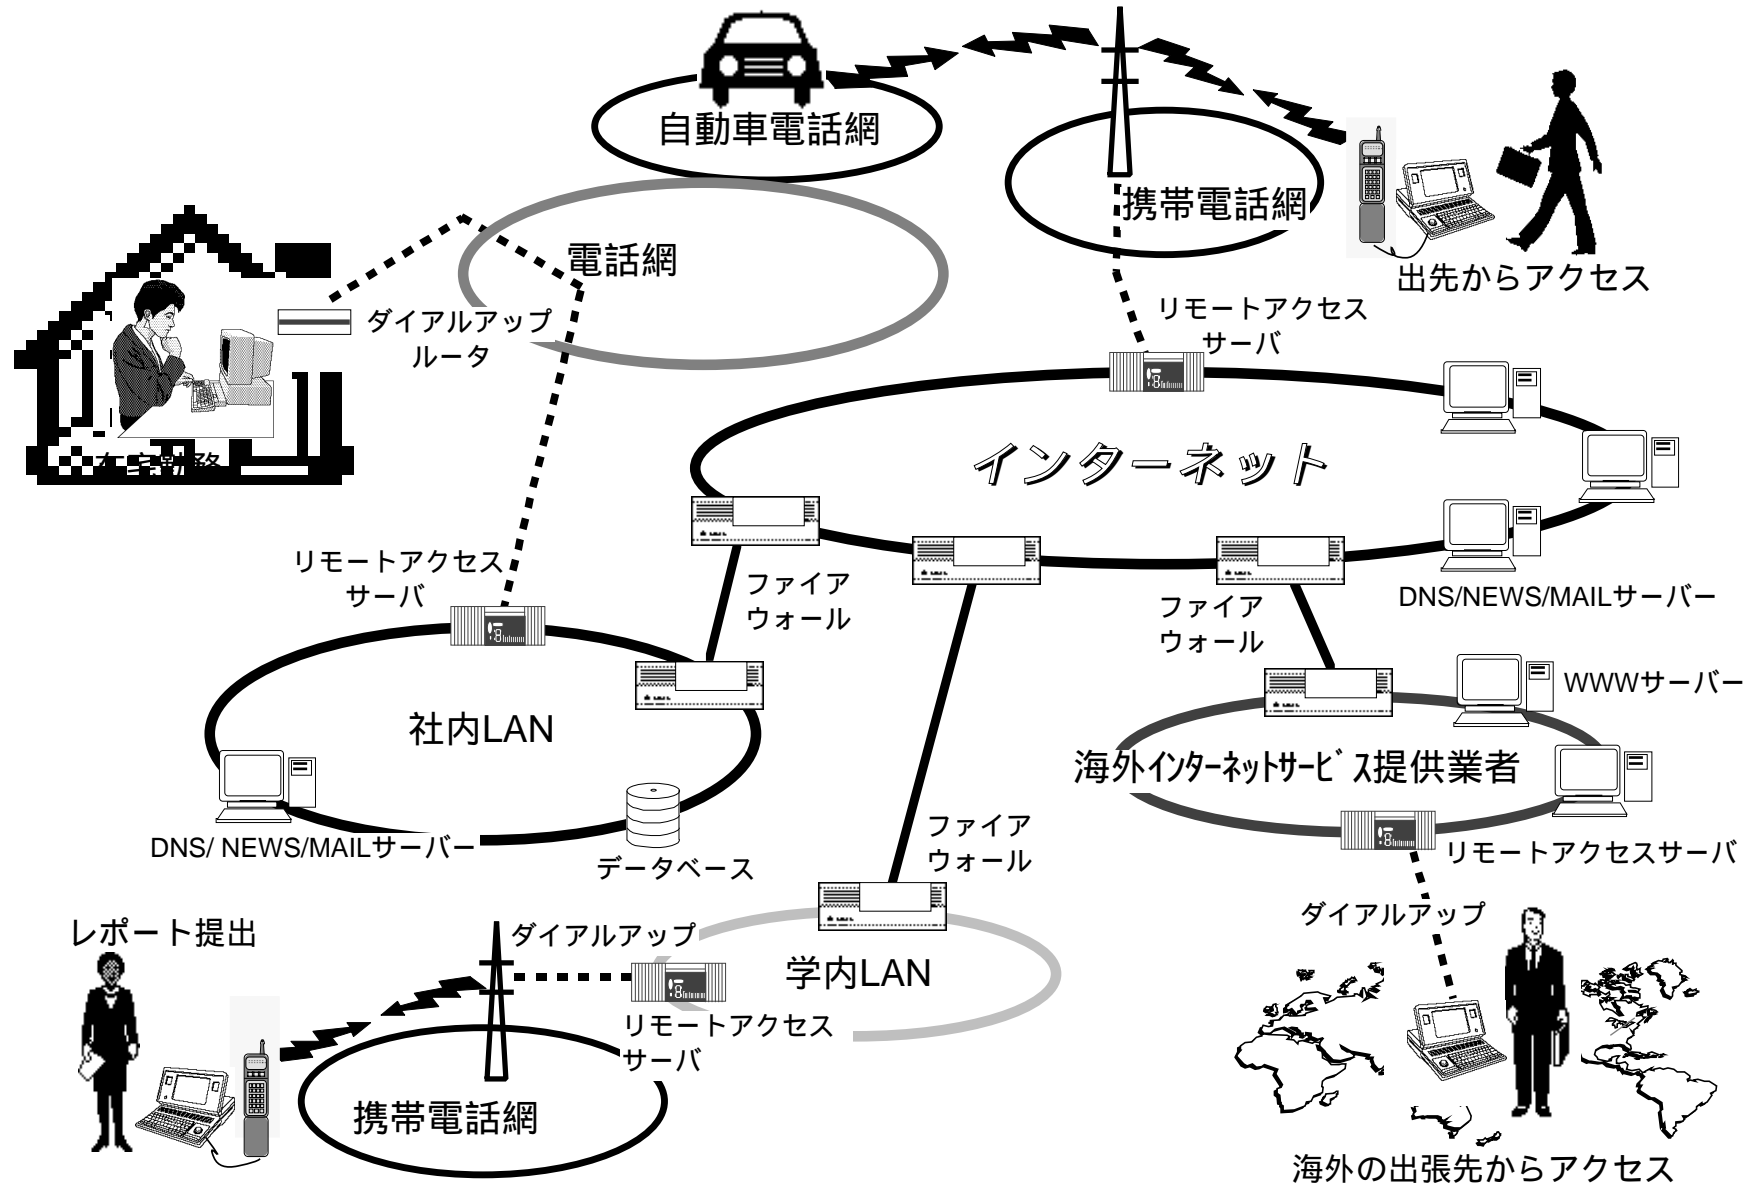 自動車電話網
携帯電話網
電話網
出先からアクセス
ダイアルアップ
ルータ
リモートアクセス
サーバ
インターネット
在宅勤務
リモートアクセス
サーバ
ファイア
ウォール
ファイア
ウォール
DNS/NEWS/MAILサーバー
WWWサーバー
社内LAN
海外インターネットサービス提供業者
DNS/ NEWS/MAILサーバー
データベース
ファイア
ウォール
リモートアクセスサーバ
レポート提出
ダイアルアップ
ダイアルアップ
学内LAN
リモートアクセス
サーバ
携帯電話網
海外の出張先からアクセス